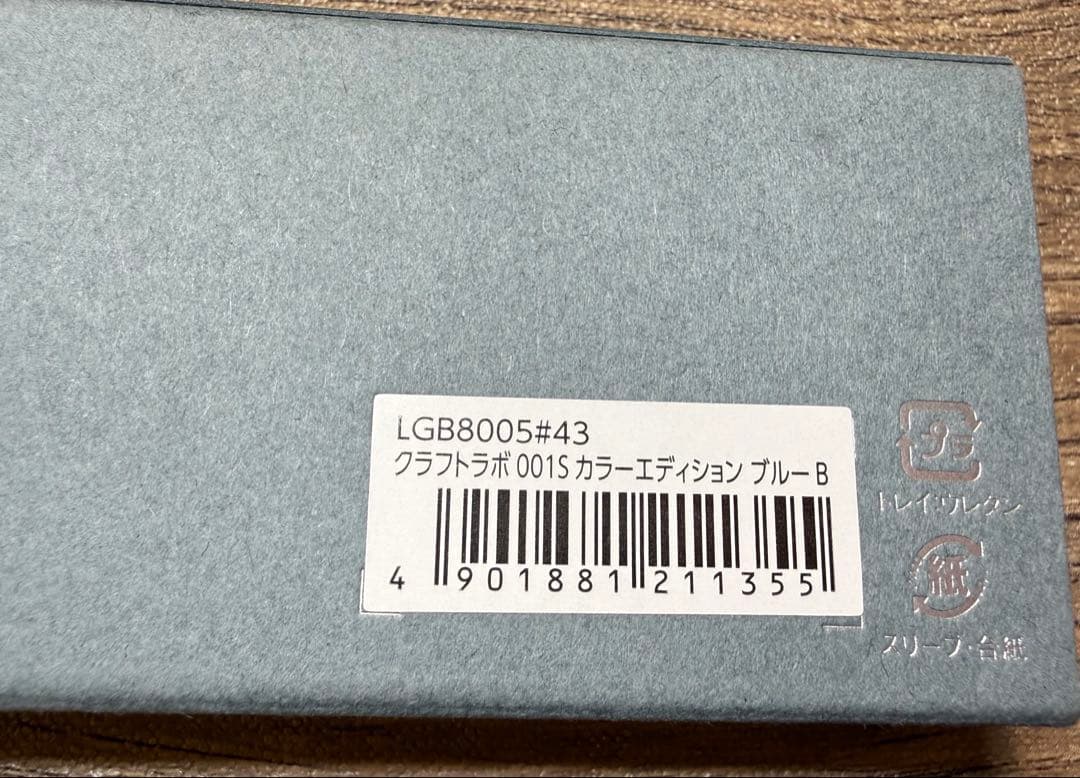 LGB8005#43
クラフトラボ 001S カラーエディション ブルー B
4 901881 211355
プラ
トレイ・ウレタン
紙
スリーブ・台紙